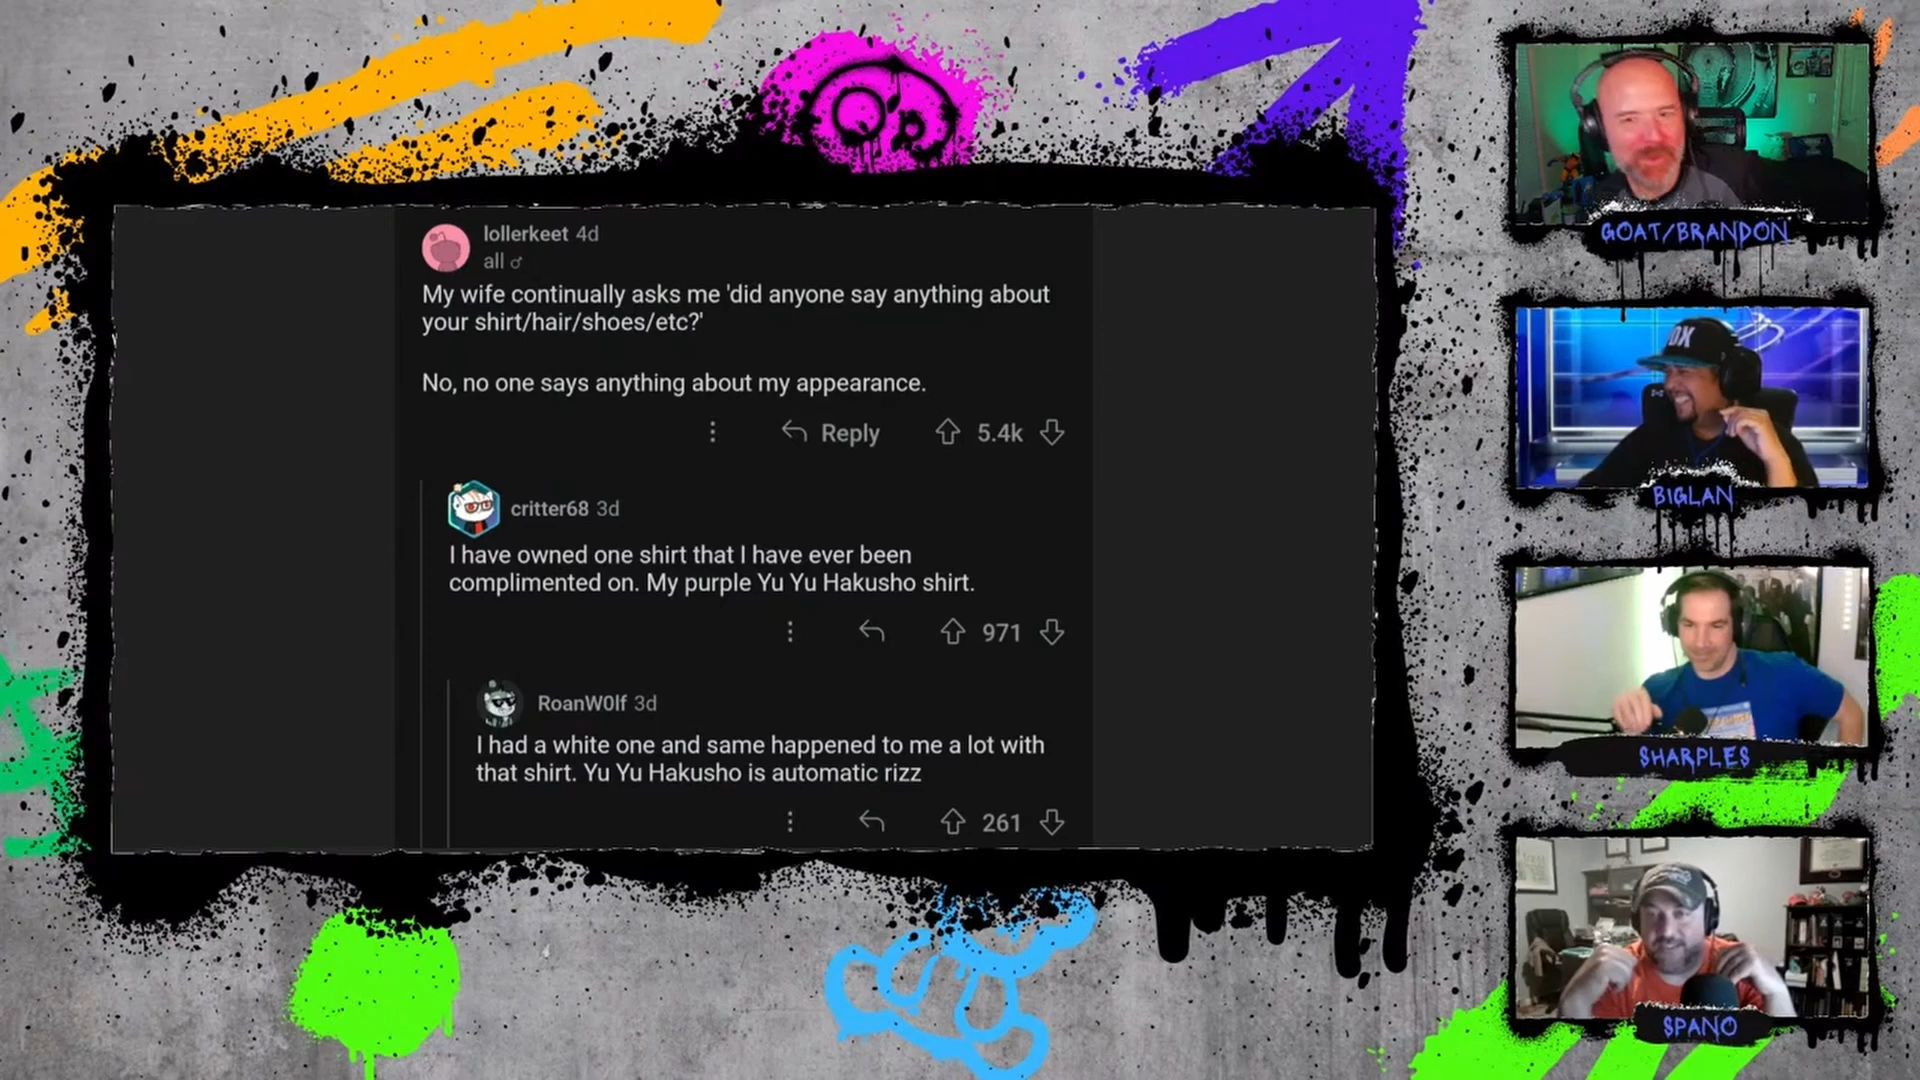 lollerkeet 4d
all ♂
My wife continually asks me 'did anyone say anything about
your shirt/hair/shoes/etc?'
No, no one says anything about my appearance.
Reply 5.4k
critter68 3d
I have owned one shirt that I have ever been
complimented on. My purple Yu Yu Hakusho shirt.
971
RoanW0lf 3d
I had a white one and same happened to me a lot with
that shirt. Yu Yu Hakusho is automatic rizz
261
GOAT/BRANDON
BIGLAN
SHARPLES
SPANO